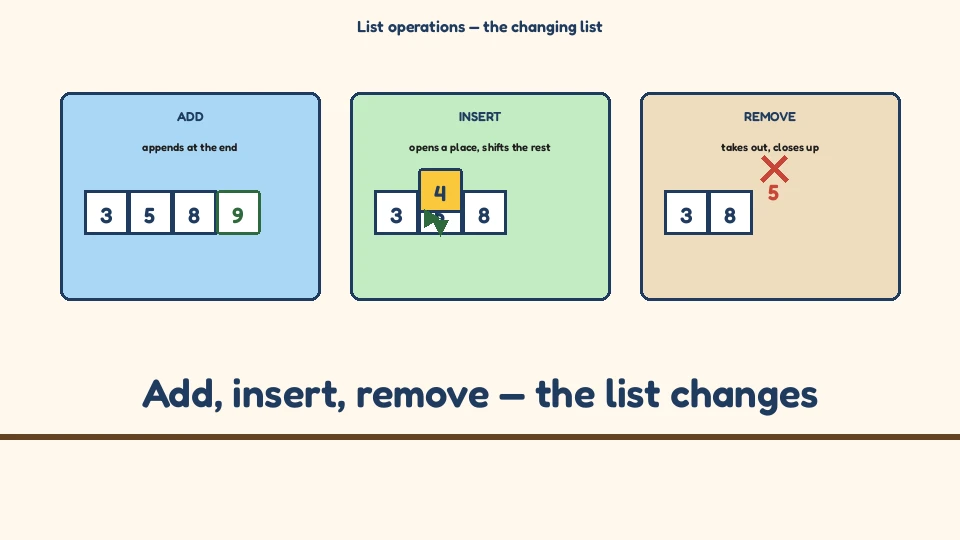 List operations — the changing list
ADD
appends at the end
3 5 8 9
INSERT
opens a place, shifts the rest
4
3 8
REMOVE
takes out, closes up
5
3 8
Add, insert, remove — the list changes